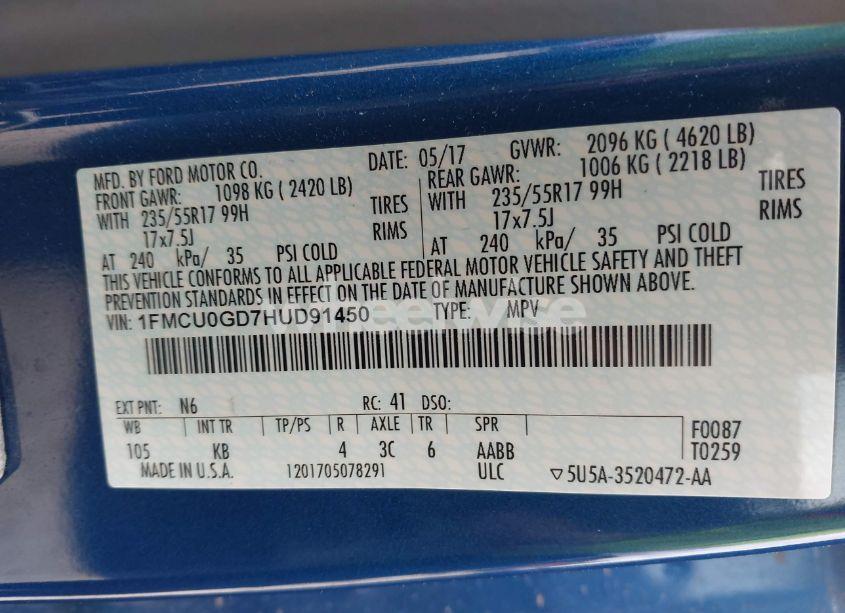 MFD. BY FORD MOTOR CO. DATE: 05/17 GVWR: 2096 KG ( 4620 LB)
FRONT GAWR: 1098 KG ( 2420 LB) REAR GAWR: 1006 KG ( 2218 LB)
WITH 235/55R17 99H TIRES WITH 235/55R17 99H TIRES
17x7.5J RIMS 17x7.5J RIMS
AT 240 kPa/ 35 PSI COLD AT 240 kPa/ 35 PSI COLD
THIS VEHICLE CONFORMS TO ALL APPLICABLE FEDERAL MOTOR VEHICLE SAFETY AND THEFT
PREVENTION STANDARDS IN EFFECT ON THE DATE OF MANUFACTURE SHOWN ABOVE.
VIN: 1FMCU0GD7HUD91450 TYPE: MPV
wheelerwise
EXT PNT: N6 RC: 41 DSO:
WB INT TR TP/PS R AXLE TR SPR F0087
105 KB 4 3C 6 AABB T0259
MADE IN U.S.A. 1201705078291 ULC ▽5U5A-3520472-AA